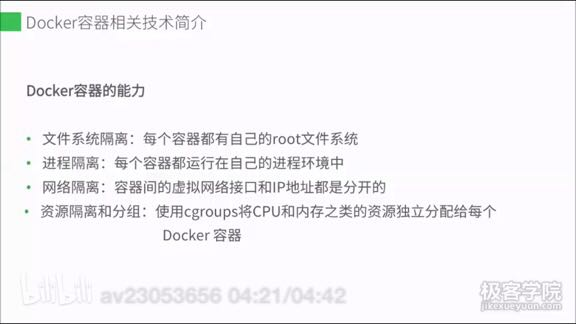 Docker容器相关技术简介
Docker容器的能力
• 文件系统隔离：每个容器都有自己的root文件系统
• 进程隔离：每个容器都运行在自己的进程环境中
• 网络隔离：容器间的虚拟网络接口和IP地址都是分开的
• 资源隔离和分组：使用cgroups将CPU和内存之类的资源独立分配给每个
Docker 容器
bilibili av23053656 04:21/04:42
极客学院
jikexueyuan.com